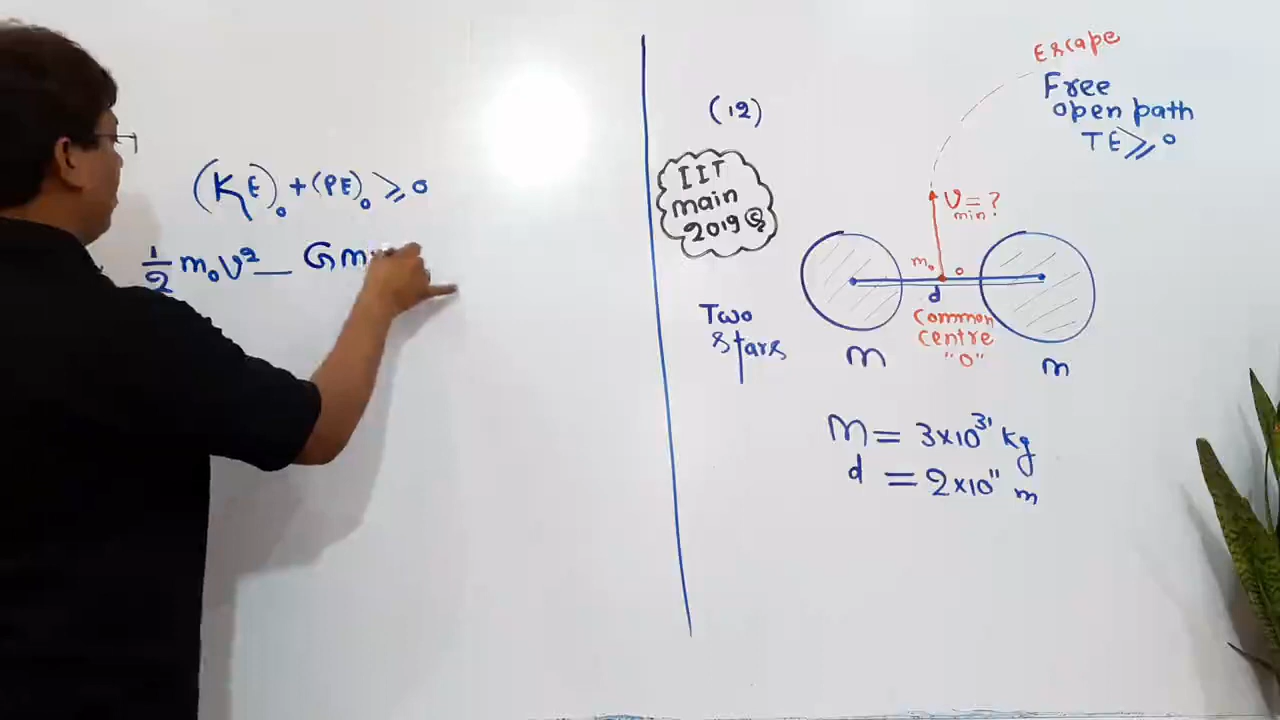 (KE)₀ + (PE)₀ ⩾ 0
1/2 m₀v² — Gm
(12)
IIT
main
2019 (S)
Two
stars
Escape
Free
open path
TE ⩾ 0
v = ?
min
m₀ o
d
common
centre
"O"
m
m
M = 3×10³¹ kg
d = 2×10¹¹ m